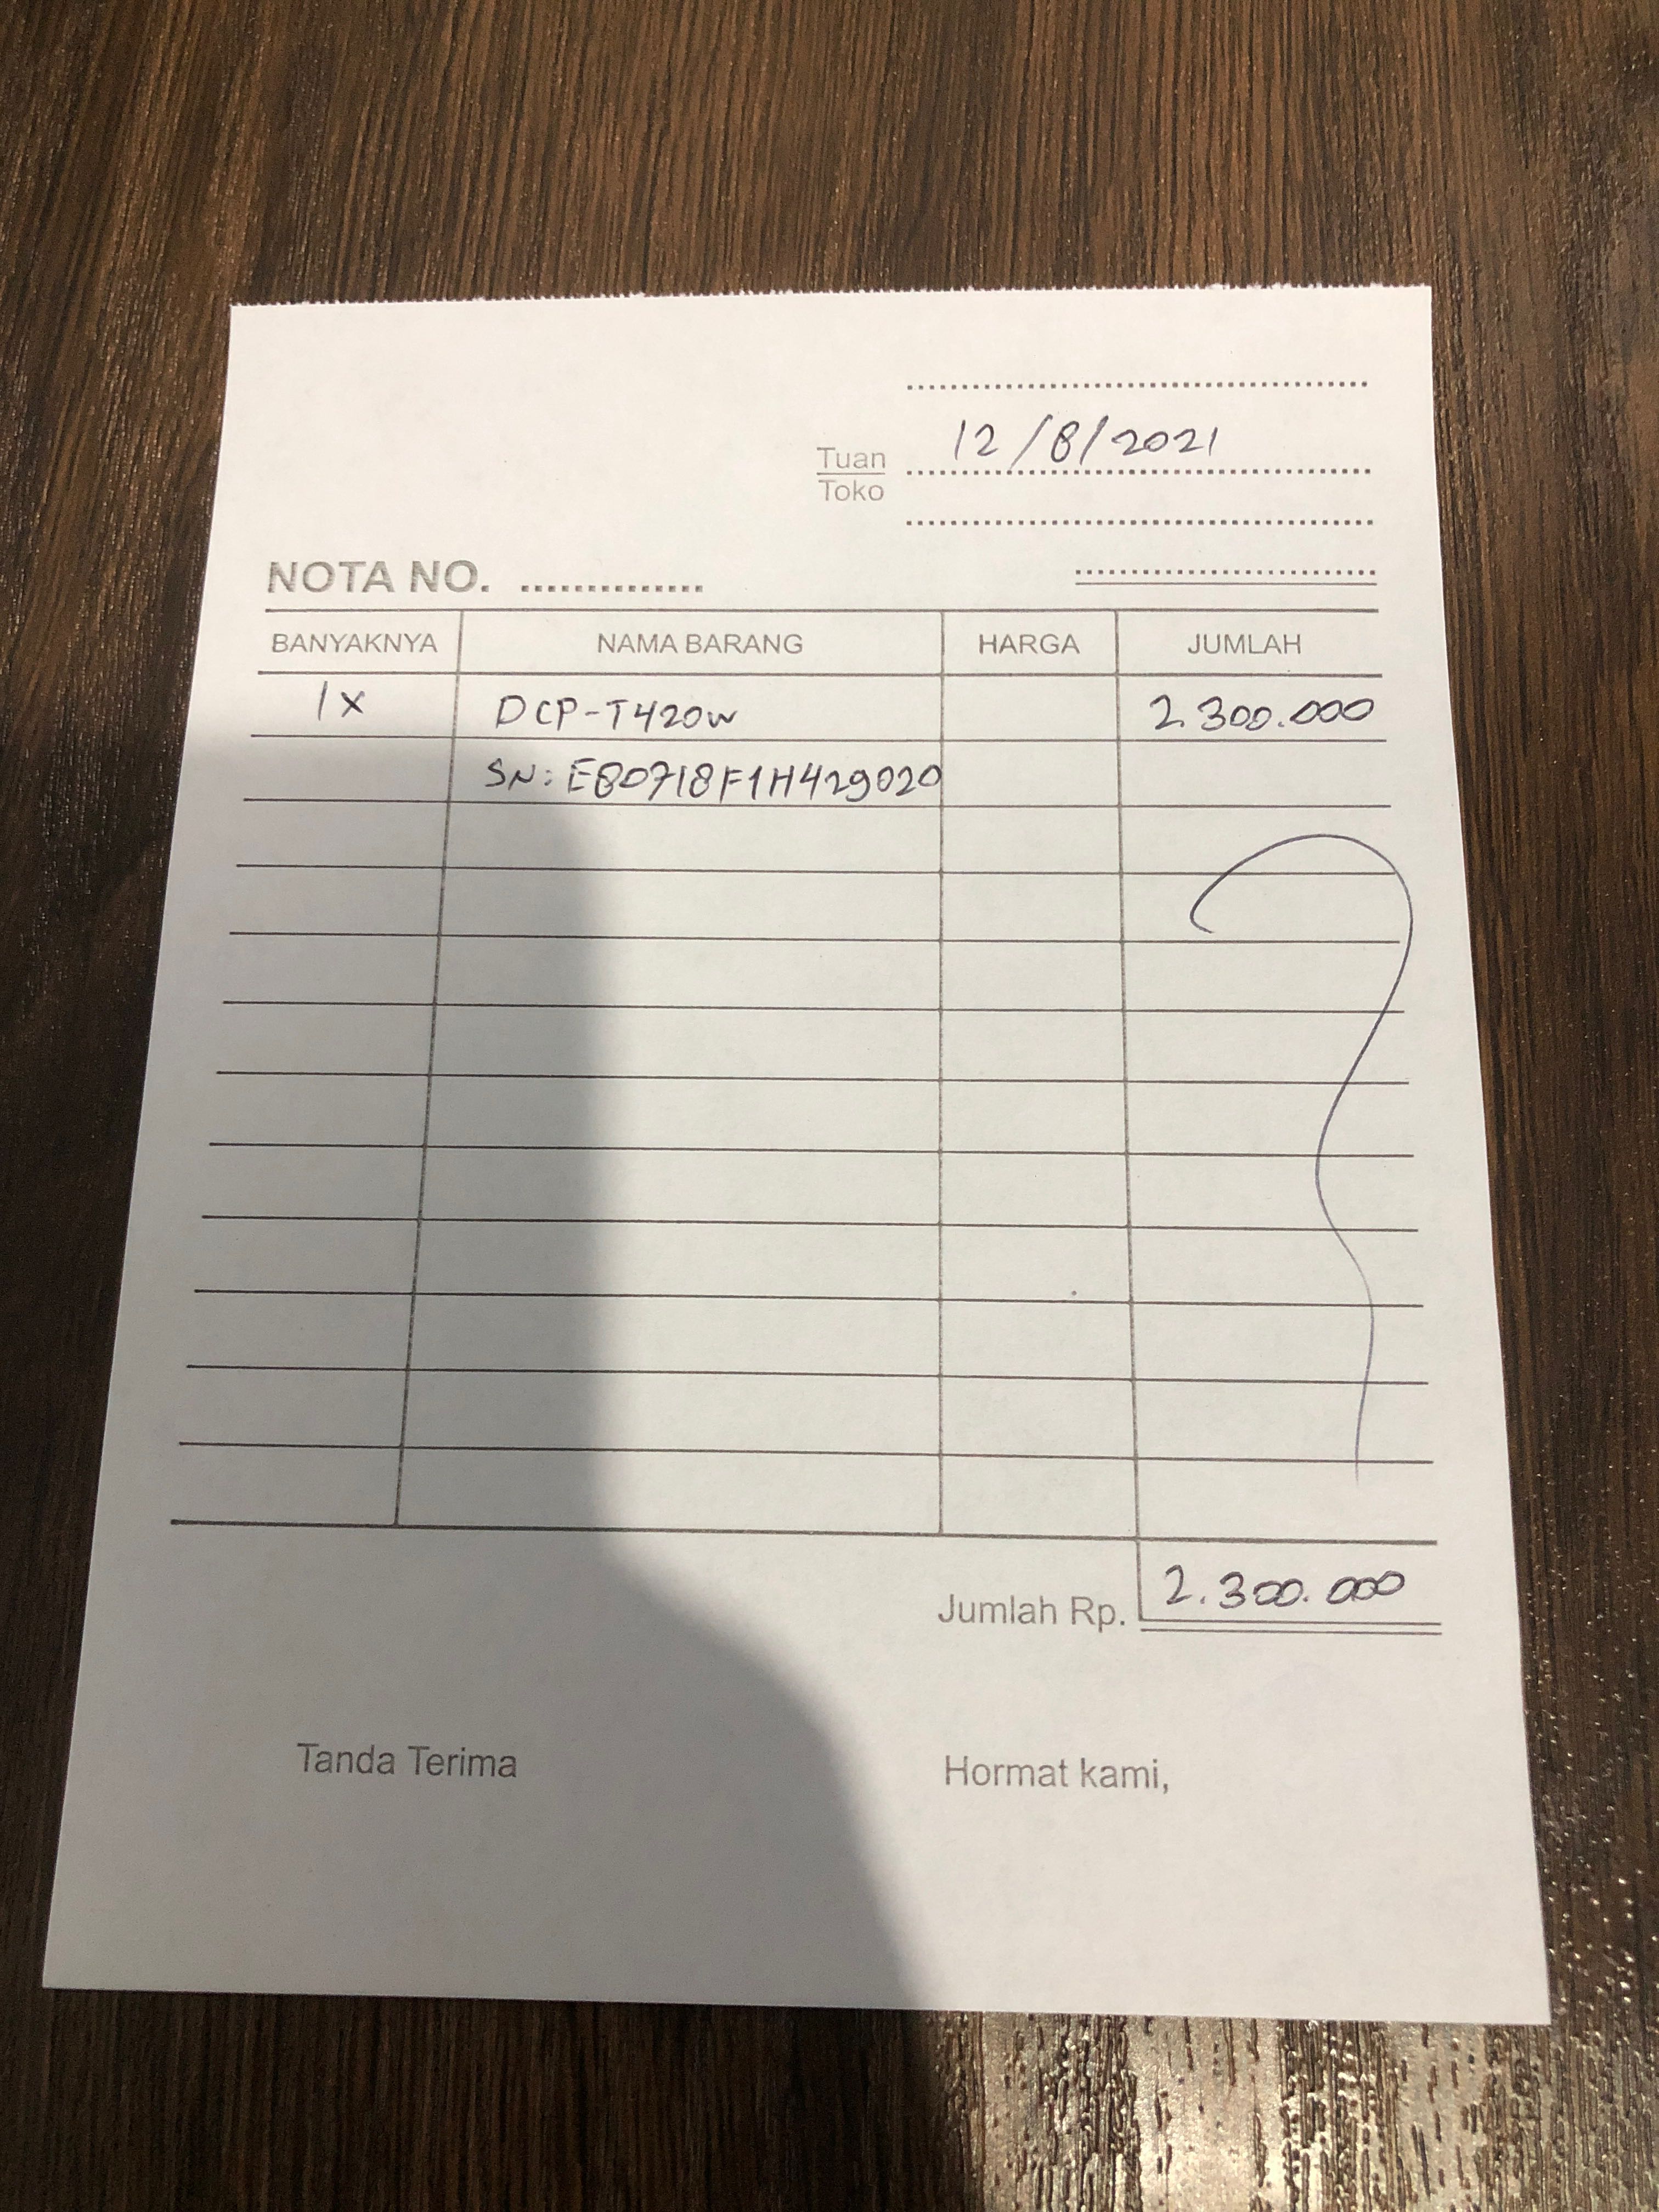 12/8/2021
Tuan
Toko
NOTA NO. ..............
BANYAKNYA NAMA BARANG HARGA JUMLAH
1x DCP-T420w 2.300.000
SN: E80718F1H429020
Jumlah Rp. 2.300.000
Tanda Terima Hormat kami,